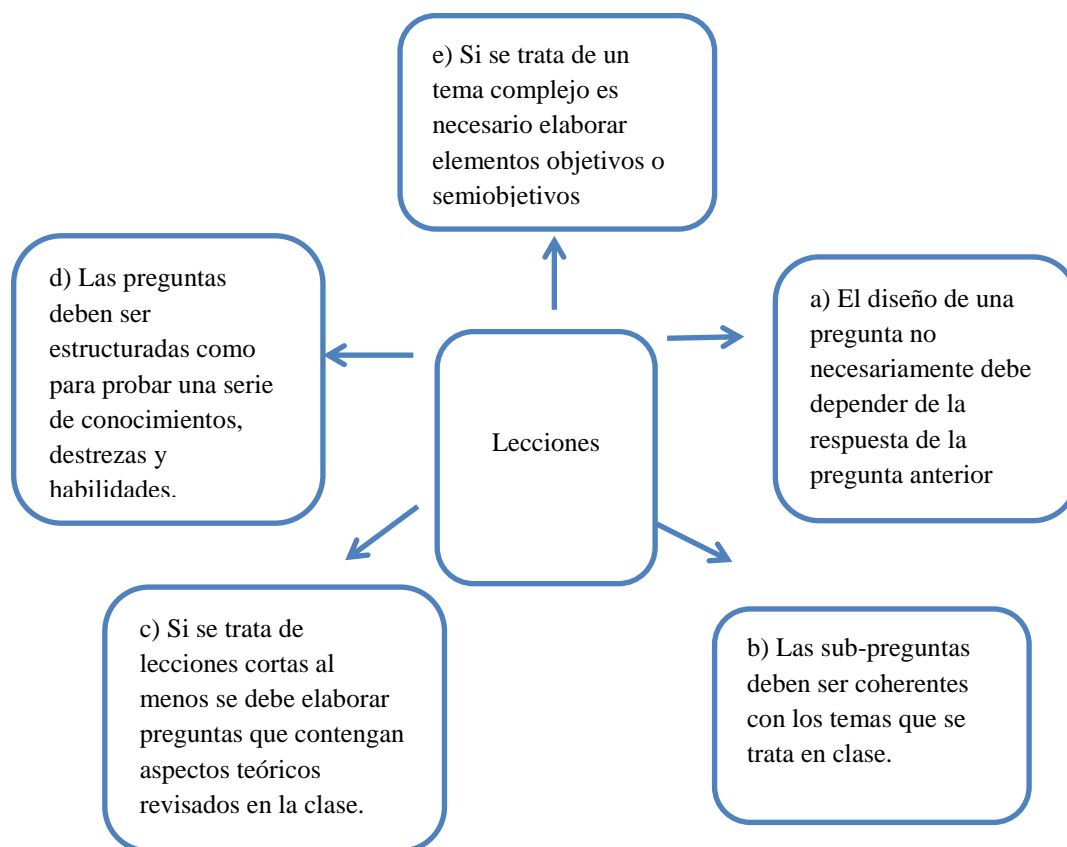 e) Si se trata de un
tema complejo es
necesario elaborar
elementos objetivos o
semiobjetivos
d) Las preguntas
deben ser
estructuradas como
para probar una serie
de conocimientos,
destrezas y
habilidades.
a) El diseño de una
pregunta no
necesariamente debe
depender de la
respuesta de la
pregunta anterior
Lecciones
c) Si se trata de
lecciones cortas al
menos se debe elaborar
preguntas que contengan
aspectos teóricos
revisados en la clase.
b) Las sub-preguntas
deben ser coherentes
con los temas que se
trata en clase.